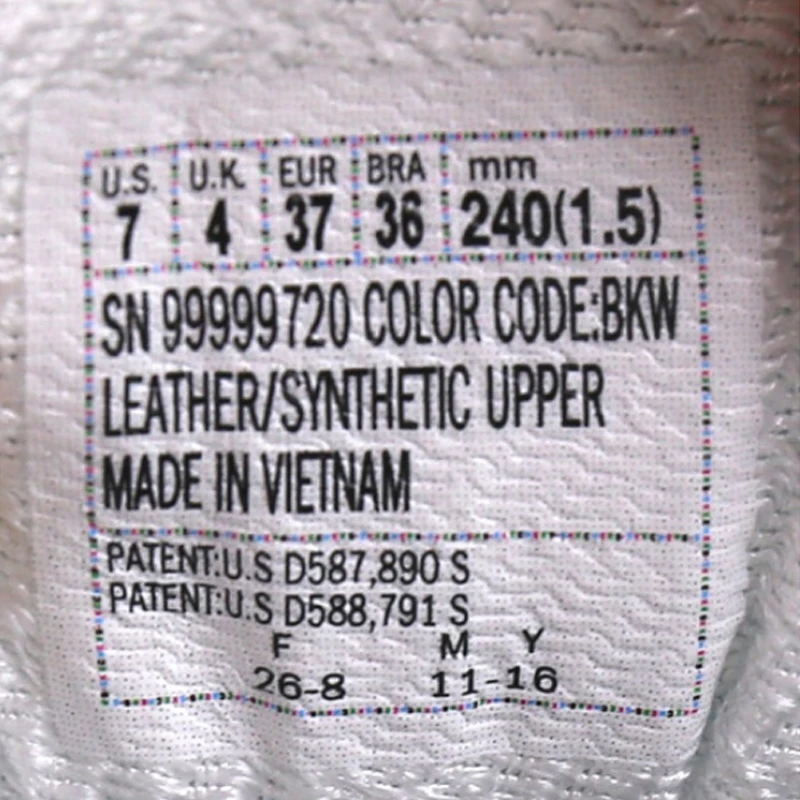 U.S. U.K. EUR BRA mm
7 4 37 36 240(1.5)
SN 99999720 COLOR CODE:BKW
LEATHER/SYNTHETIC UPPER
MADE IN VIETNAM
PATENT:U.S D587,890 S
PATENT:U.S D588,791 S
F M Y
26-8 11-16